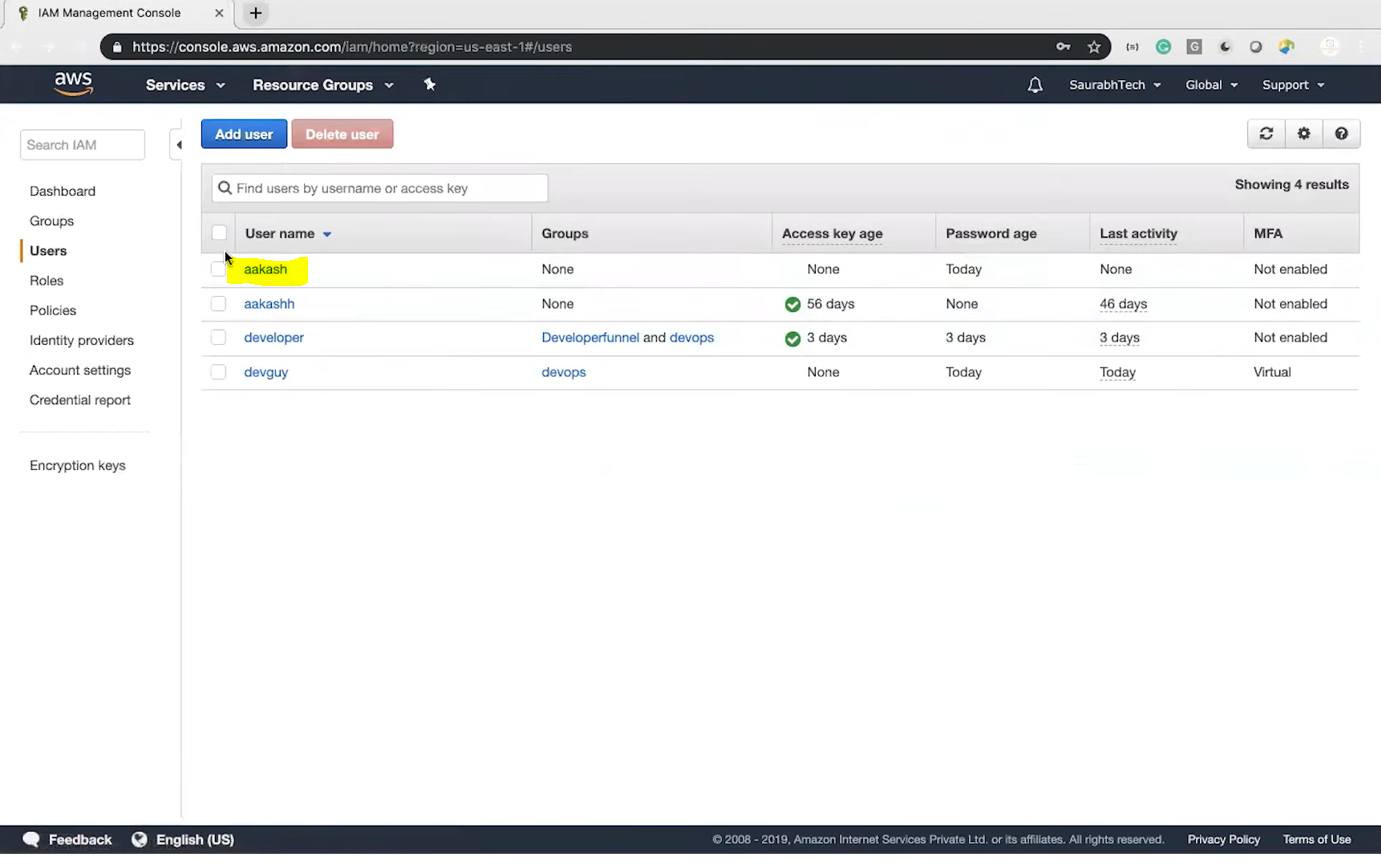 IAM Management Console
https://console.aws.amazon.com/iam/home?region=us-east-1#/users
aws Services Resource Groups SaurabhTech Global Support
Search IAM
Dashboard
Groups
Users
Roles
Policies
Identity providers
Account settings
Credential report
Encryption keys
Add user Delete user
Find users by username or access key Showing 4 results
User name Groups Access key age Password age Last activity MFA
aakash None None Today None Not enabled
aakashh None 56 days None 46 days Not enabled
developer Developerfunnel and devops 3 days 3 days 3 days Not enabled
devguy devops None Today Today Virtual
Feedback English (US) © 2008 - 2019, Amazon Internet Services Private Ltd. or its affiliates. All rights reserved. Privacy Policy Terms of Use